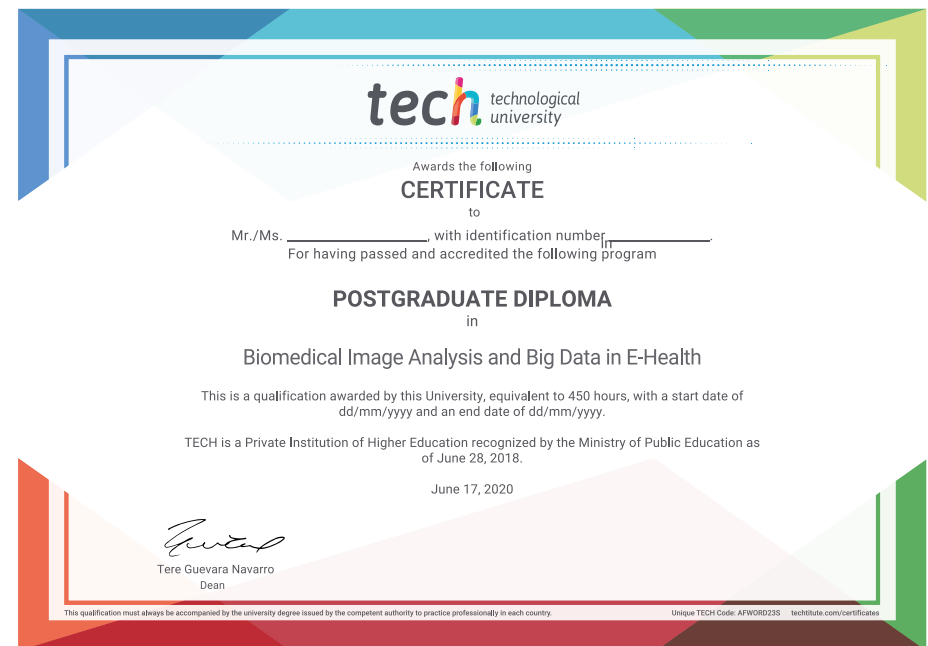 tech technological
university
Awards the following
CERTIFICATE
to
Mr./Ms. ____________________, with identification number ______________.
In
For having passed and accredited the following program
POSTGRADUATE DIPLOMA
in
Biomedical Image Analysis and Big Data in E-Health
This is a qualification awarded by this University, equivalent to 450 hours, with a start date of
dd/mm/yyyy and an end date of dd/mm/yyyy.
TECH is a Private Institution of Higher Education recognized by the Ministry of Public Education as
of June 28, 2018.
June 17, 2020
Tere Guevara Navarro
Dean
This qualification must always be accompanied by the university degree issued by the competent authority to practice professionally in each country. Unique TECH Code: AFWORD23S techtitute.com/certificates